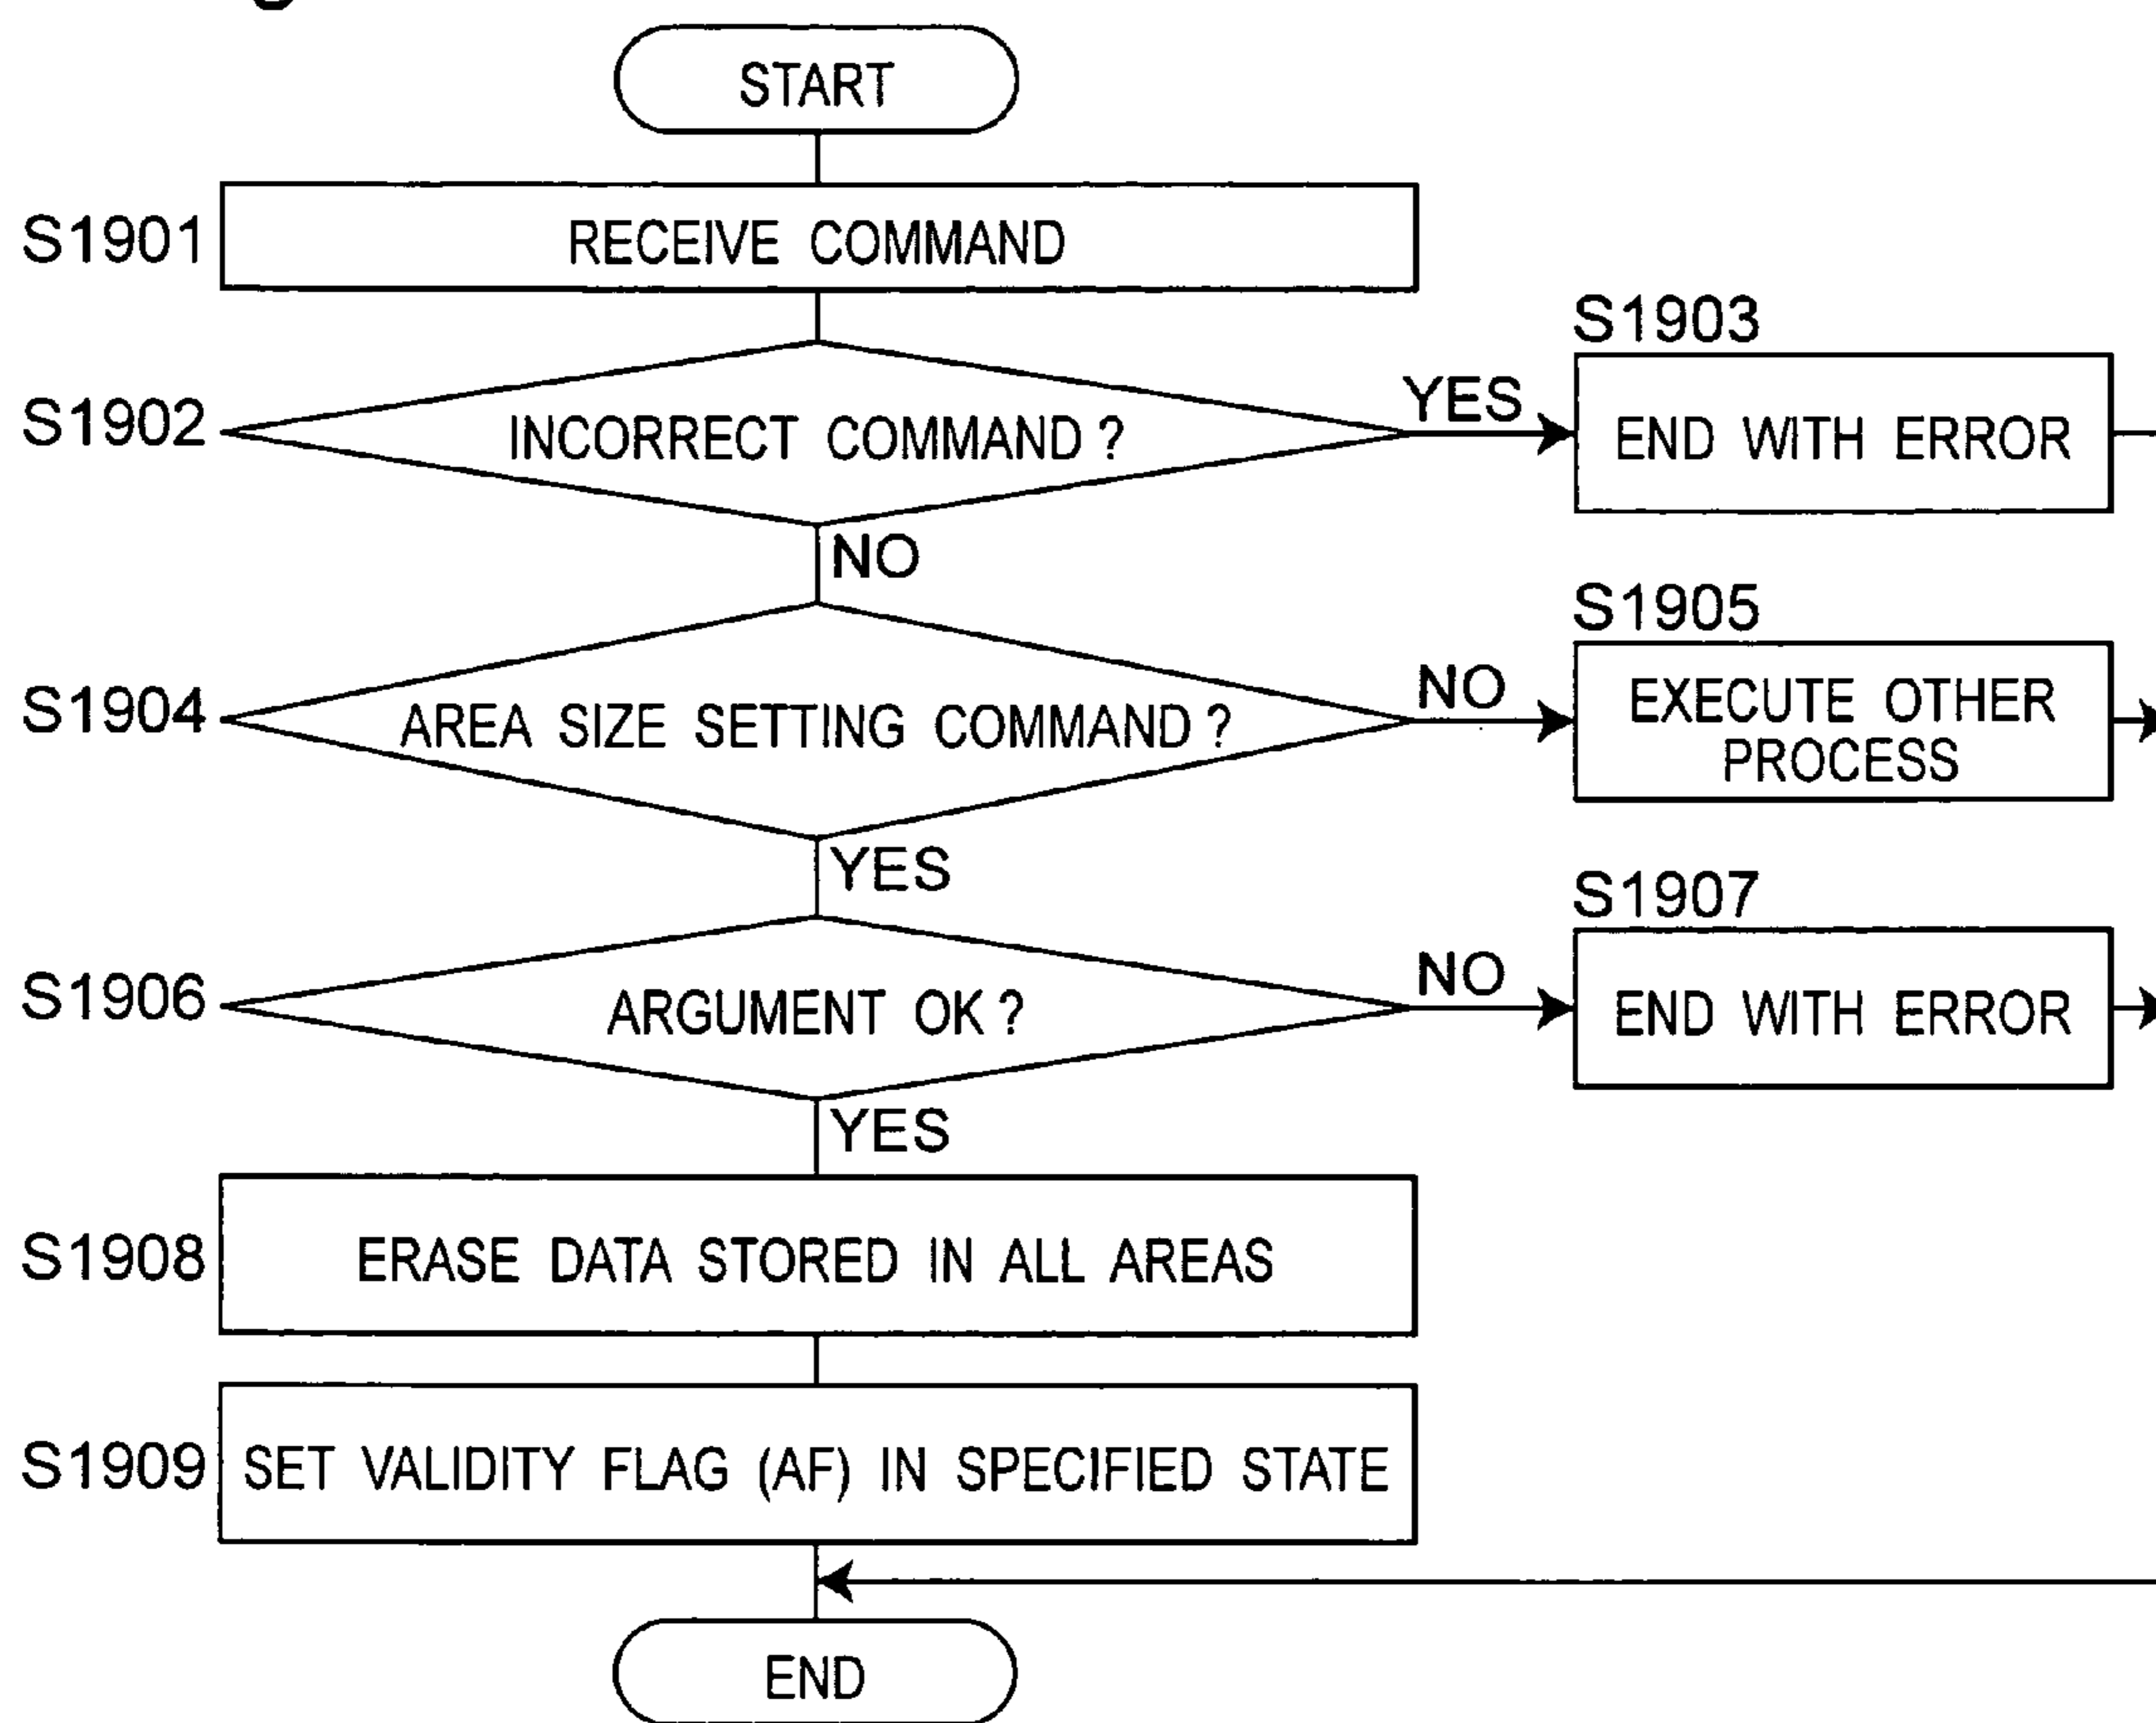 START
S1901
RECEIVE COMMAND
S1902
INCORRECT COMMAND ?
YES
S1903
END WITH ERROR
NO
S1904
AREA SIZE SETTING COMMAND ?
NO
S1905
EXECUTE OTHER
PROCESS
YES
S1906
ARGUMENT OK ?
NO
S1907
END WITH ERROR
YES
S1908
ERASE DATA STORED IN ALL AREAS
S1909
SET VALIDITY FLAG (AF) IN SPECIFIED STATE
END